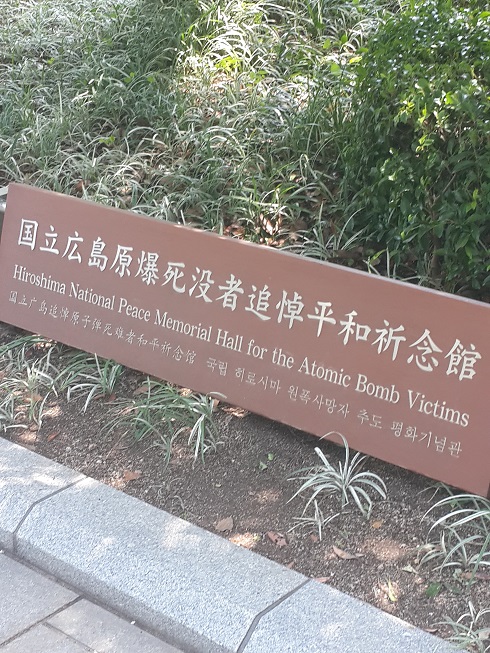 国立広島原爆死没者追悼平和祈念館
Hiroshima National Peace Memorial Hall for the Atomic Bomb Victims
国立广岛追悼原子弹死难者和平祈念馆 국립 히로시마 원폭사망자 추도 평화기념관